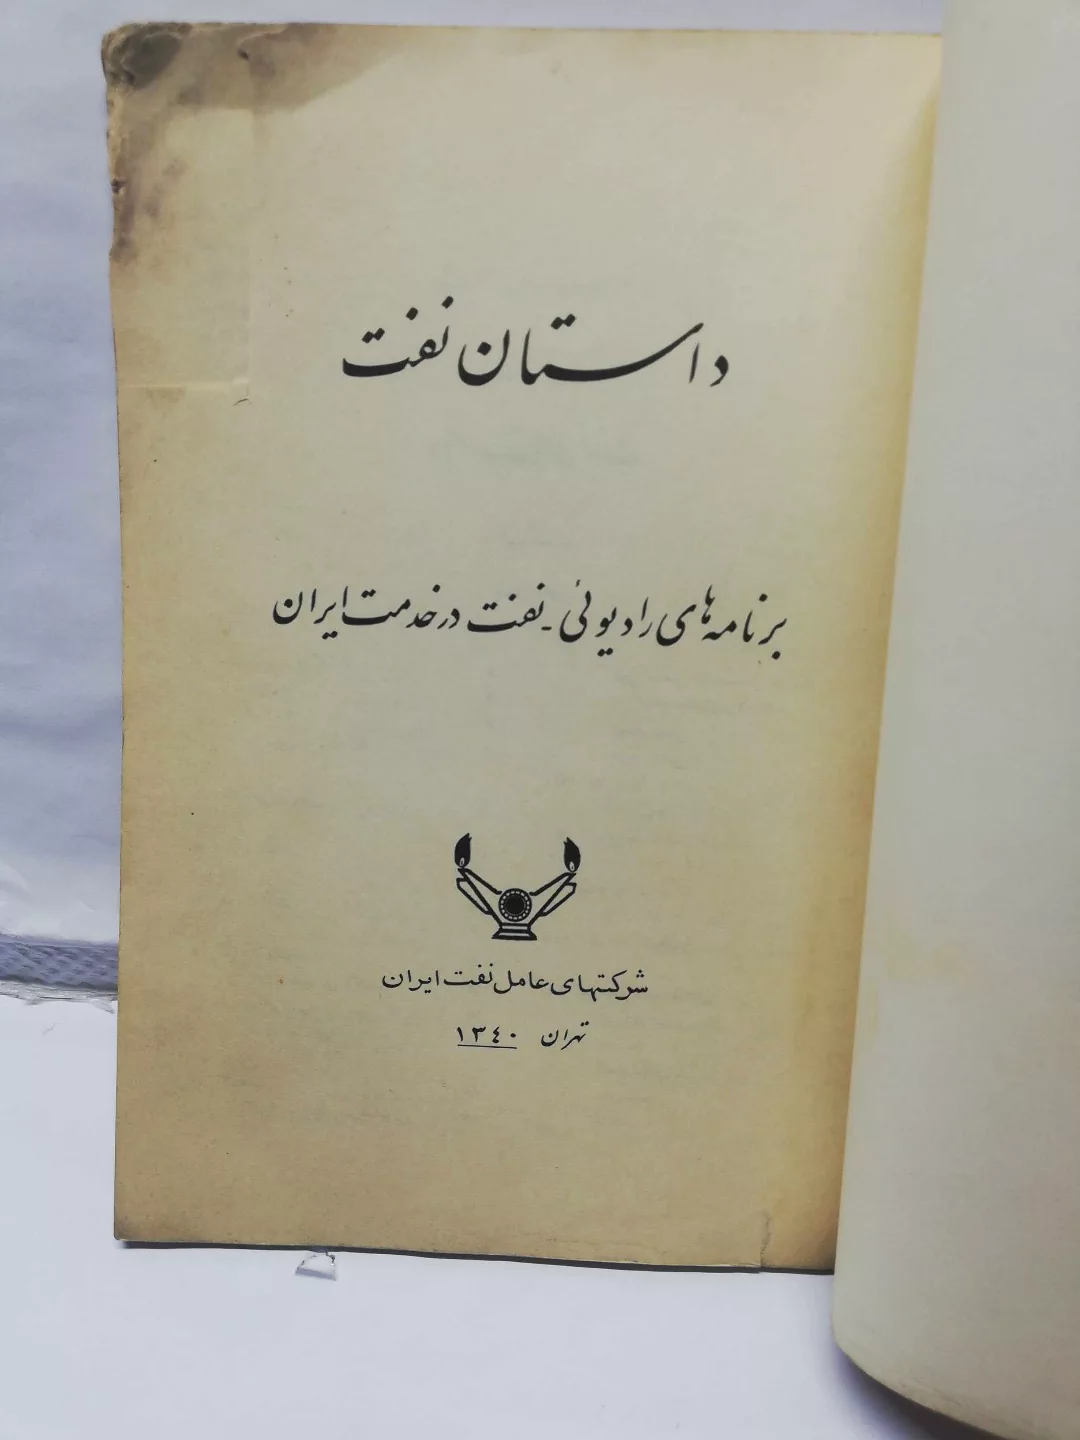 داستان نفت
برنامه‌های رادیوئی - نفت در خدمت ایران
شرکتهای عامل نفت ایران
تهران ۱۳۴۰